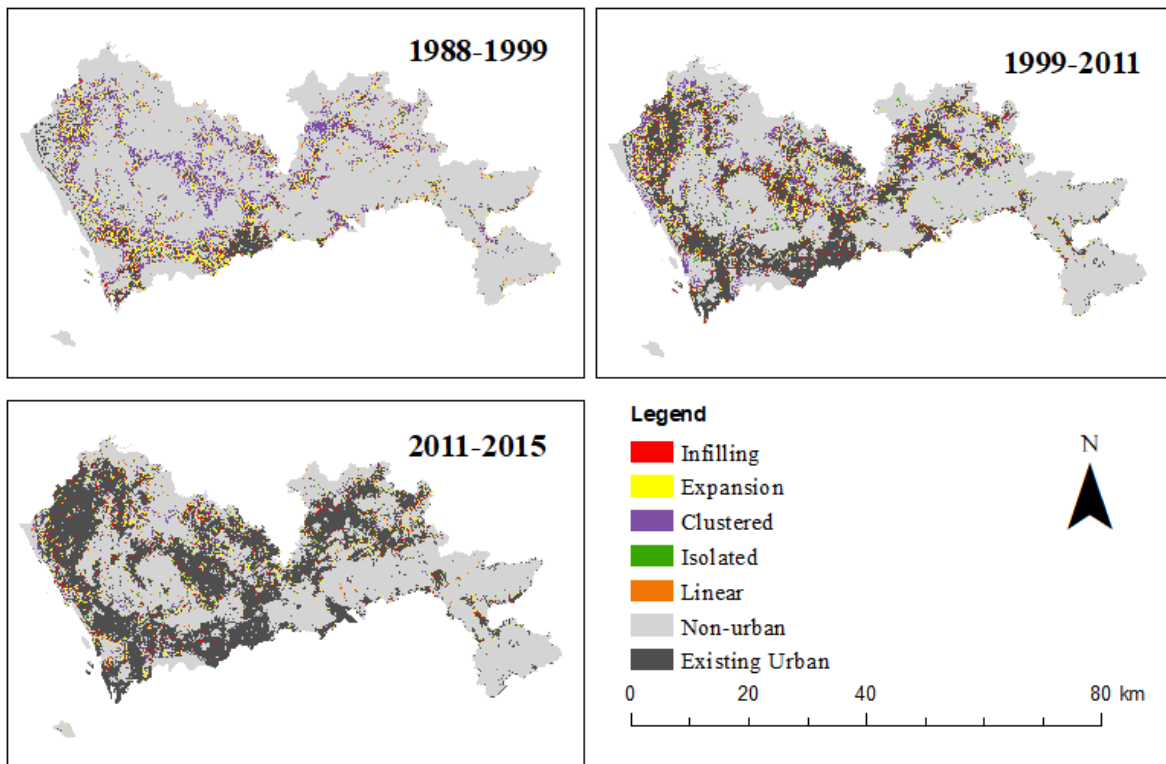 1988-1999
1999-2011
2011-2015
Legend
Infilling
Expansion
Clustered
Isolated
Linear
Non-urban
Existing Urban
N
0 20 40 80 km